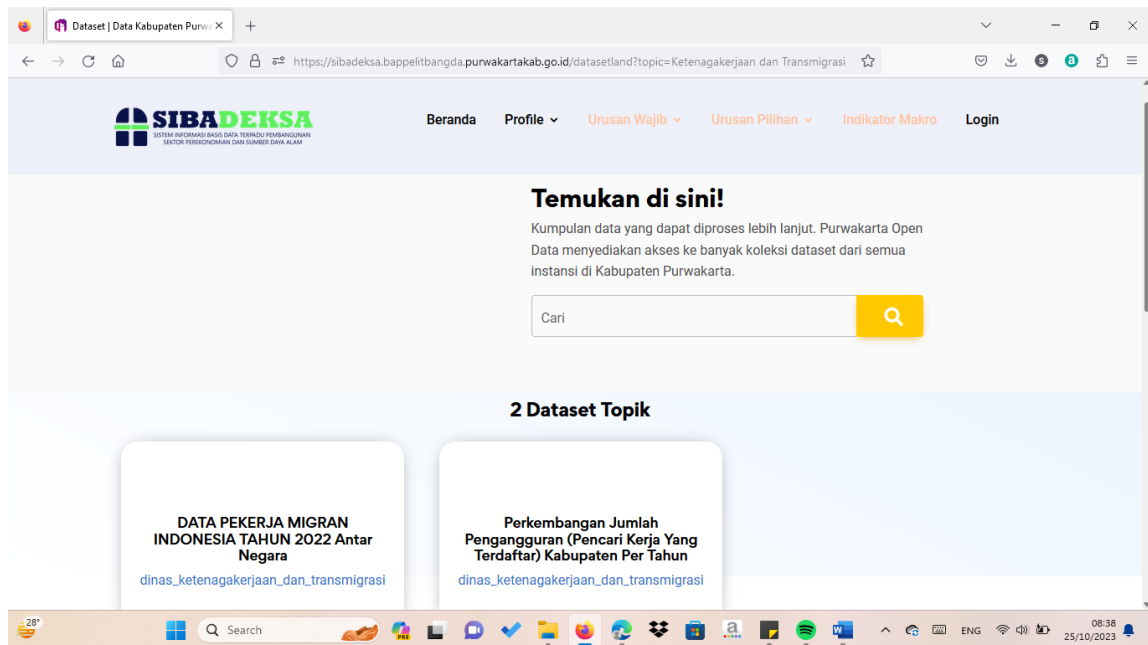 Dataset | Data Kabupaten Purwa
https://sibadeksa.bappelitbangda.purwakartakab.go.id/datasetland?topic=Ketenagakerjaan dan Transmigrasi
SIBADEKSA
SISTEM INFORMASI BASIS DATA TERPADU PEMBANGUNAN
SEKTOR PEREKONOMIAN DAN SUMBER DAYA ALAM
Beranda Profile Urusan Wajib Urusan Pilihan Indikator Makro Login
Temukan di sini!
Kumpulan data yang dapat diproses lebih lanjut. Purwakarta Open
Data menyediakan akses ke banyak koleksi dataset dari semua
instansi di Kabupaten Purwakarta.
Cari
2 Dataset Topik
DATA PEKERJA MIGRAN
INDONESIA TAHUN 2022 Antar
Negara
dinas_ketenagakerjaan_dan_transmigrasi
Perkembangan Jumlah
Pengangguran (Pencari Kerja Yang
Terdaftar) Kabupaten Per Tahun
dinas_ketenagakerjaan_dan_transmigrasi
28°
Search
PRE
ENG
08:38
25/10/2023